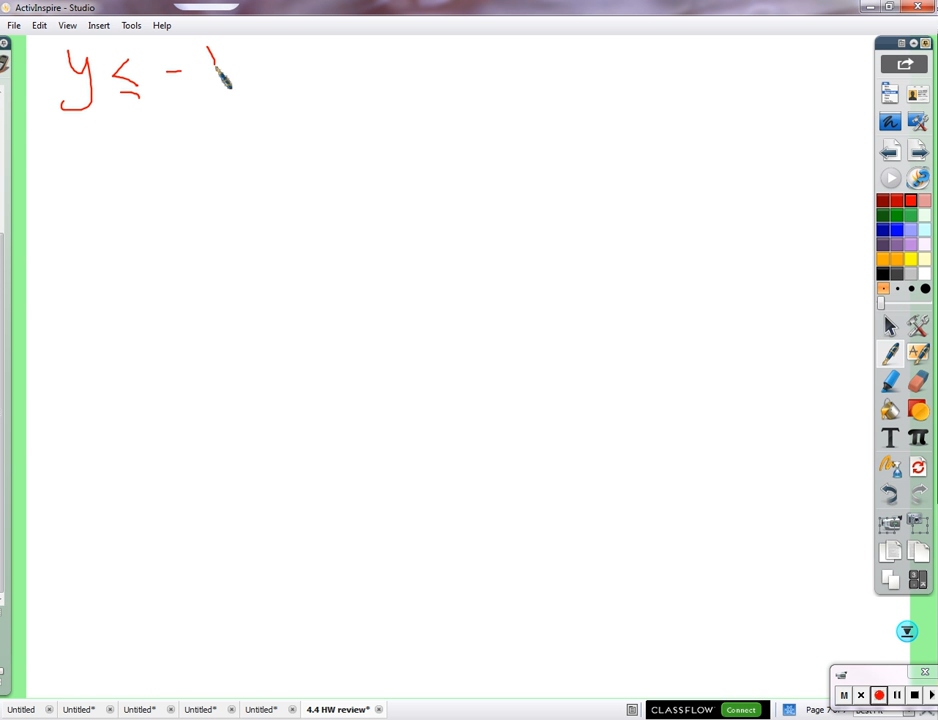 ActivInspire - Studio
File Edit View Insert Tools Help
y ≤ -
M
CLASSFLOW Connect
Untitled Untitled* Untitled* Untitled* Untitled* 4.4 HW review*